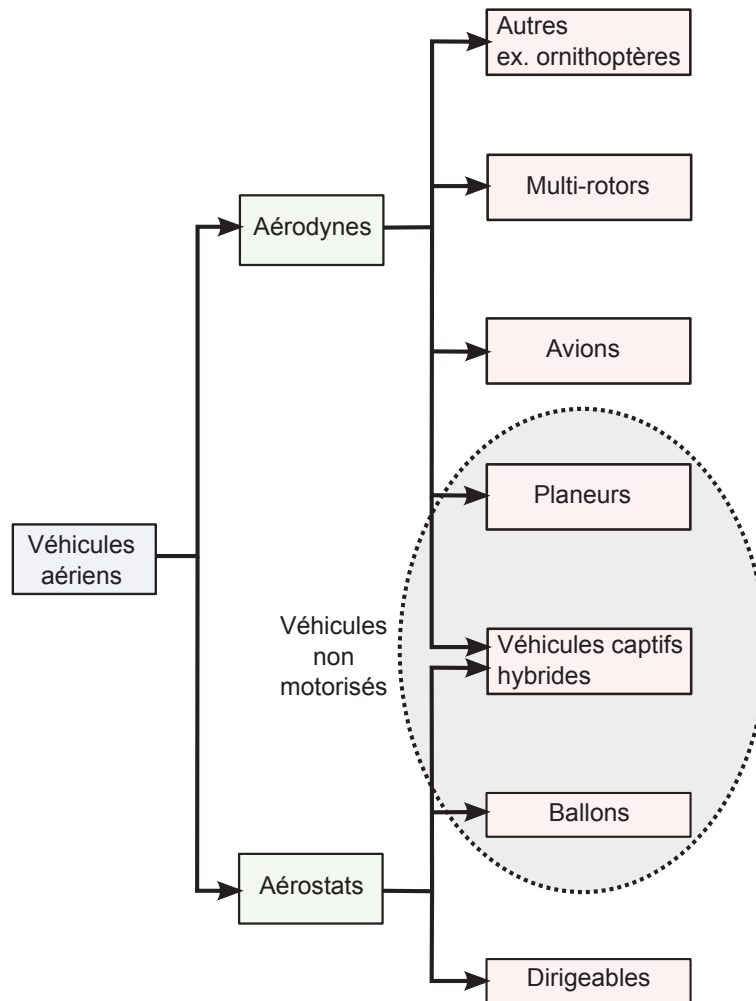 Autres
ex. ornithoptères
Multi-rotors
Aérodynes
Avions
Planeurs
Véhicules
aériens
Véhicules
non
motorisés
Véhicules captifs
hybrides
Ballons
Aérostats
Dirigeables